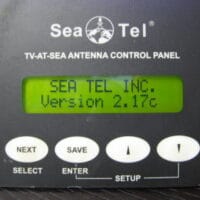 Sea Tel®
TV-AT-SEA ANTENNA CONTROL PANEL
SEA TEL INC.
Version 2.17c
NEXT SAVE
SELECT ENTER SETUP